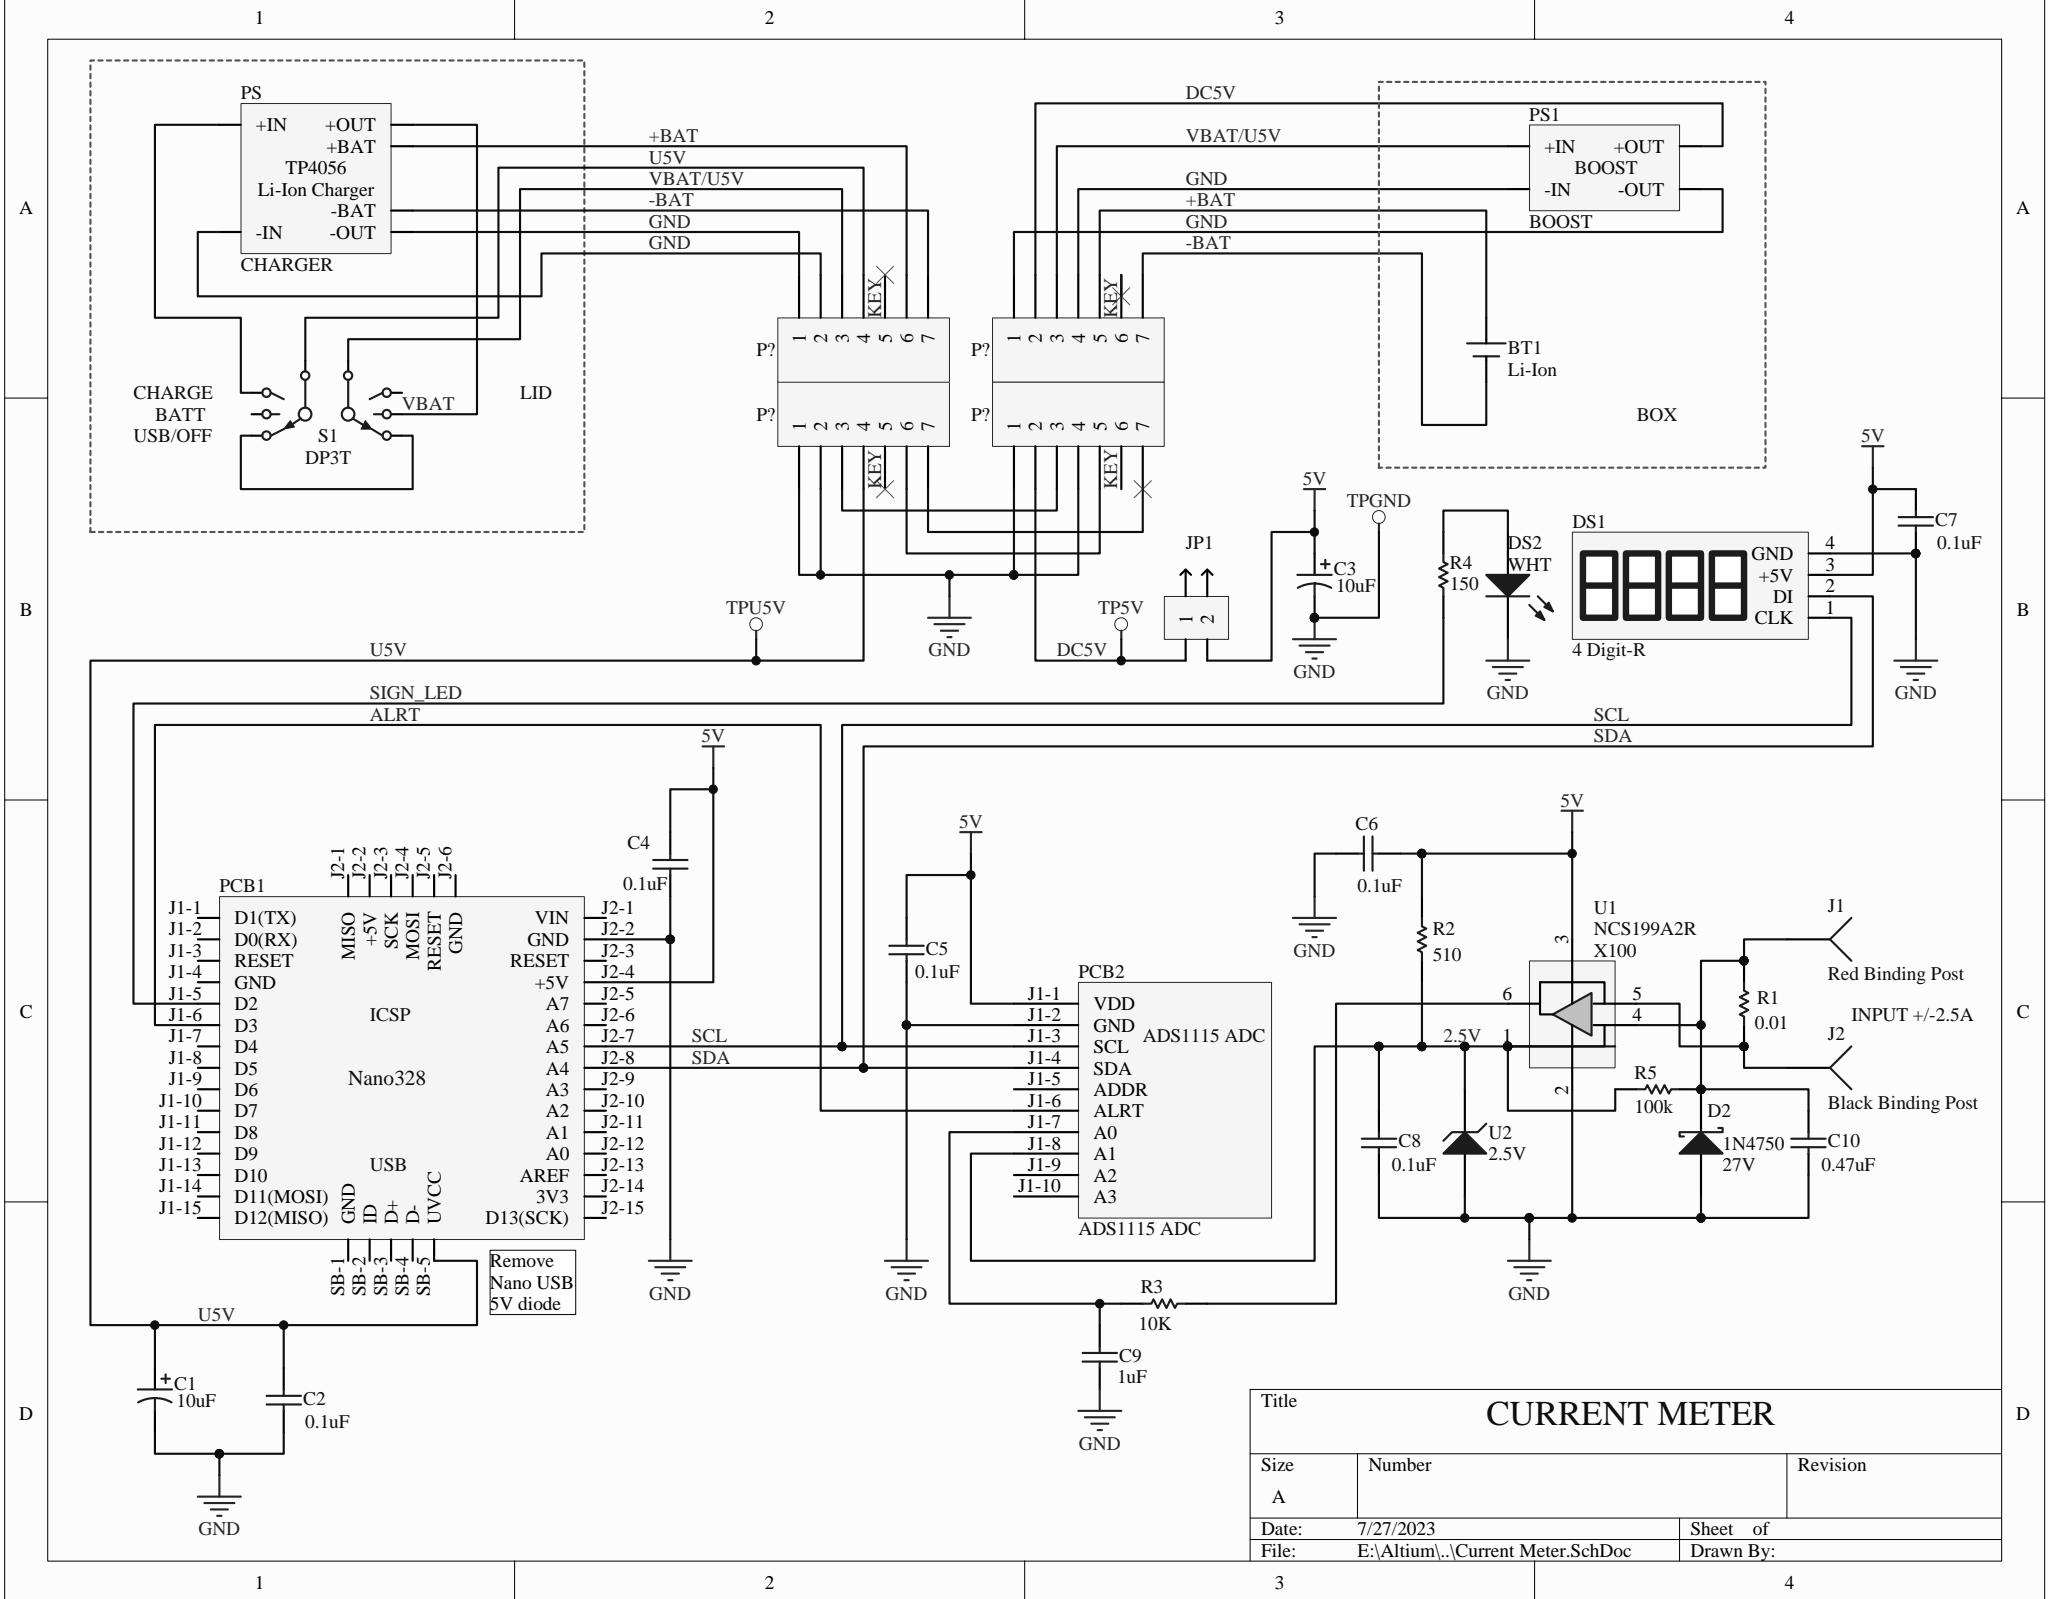 1 2 3 4
A
B
C
D
PS
+IN +OUT
+BAT
TP4056
Li-Ion Charger
-BAT
-IN -OUT
CHARGER
CHARGE
BATT
USB/OFF
S1
DP3T
VBAT
LID
+BAT
U5V
VBAT/U5V
-BAT
GND
GND
KEY
P?
1 2 3 4 5 6 7
P?
1 2 3 4 5 6 7
KEY
DC5V
VBAT/U5V
GND
+BAT
GND
-BAT
KEY
P?
1 2 3 4 5 6 7
P?
1 2 3 4 5 6 7
KEY
PS1
+IN +OUT
BOOST
-IN -OUT
BOOST
BT1
Li-Ion
BOX
A
B
C
D
GND
TPU5V
U5V
SIGN_LED
ALRT
TP5V
DC5V
JP1
1 2
5V
TPGND
+
C3
10uF
GND
R4
150
DS2
WHT
GND
DS1
GND 4
+5V 3
DI 2
CLK 1
4 Digit-R
5V
C7
0.1uF
GND
SCL
SDA
5V
C4
0.1uF
PCB1
J2-1
J2-2
J2-3
J2-4
J2-5
J2-6
MISO
+5V
SCK
MOSI
RESET
GND
J1-1 D1(TX) VIN J2-1
J1-2 D0(RX) GND J2-2
J1-3 RESET RESET J2-3
J1-4 GND +5V J2-4
J1-5 D2 A7 J2-5
J1-6 D3 ICSP A6 J2-6
J1-7 D4 A5 J2-7
J1-8 D5 A4 J2-8
J1-9 D6 Nano328 A3 J2-9
J1-10 D7 A2 J2-10
J1-11 D8 A1 J2-11
J1-12 D9 A0 J2-12
J1-13 D10 USB AREF J2-13
J1-14 D11(MOSI) 3V3 J2-14
J1-15 D12(MISO) D13(SCK) J2-15
GND
ID
D+
D-
UVCC
SB-1
SB-2
SB-3
SB-4
SB-5
Remove
Nano USB
5V diode
GND
SCL
SDA
U5V
+
C1
10uF
C2
0.1uF
GND
5V
C5
0.1uF
GND
PCB2
J1-1 VDD
J1-2 GND
J1-3 SCL ADS1115 ADC
J1-4 SDA
J1-5 ADDR
J1-6 ALRT
J1-7 A0
J1-8 A1
J1-9 A2
J1-10 A3
ADS1115 ADC
R3
10K
C9
1uF
GND
C6
0.1uF
GND
5V
R2
510
U1
NCS199A2R
X100
3
6 5
4
1
2
2.5V
C8
0.1uF
U2
2.5V
GND
R5
100k
D2
1N4750
27V
C10
0.47uF
R1
0.01
J1
Red Binding Post
INPUT +/-2.5A
J2
Black Binding Post
Title
CURRENT METER
Size Number Revision
A
Date: 7/27/2023 Sheet of
File: E:\Altium\..\Current Meter.SchDoc Drawn By:
1 2 3 4